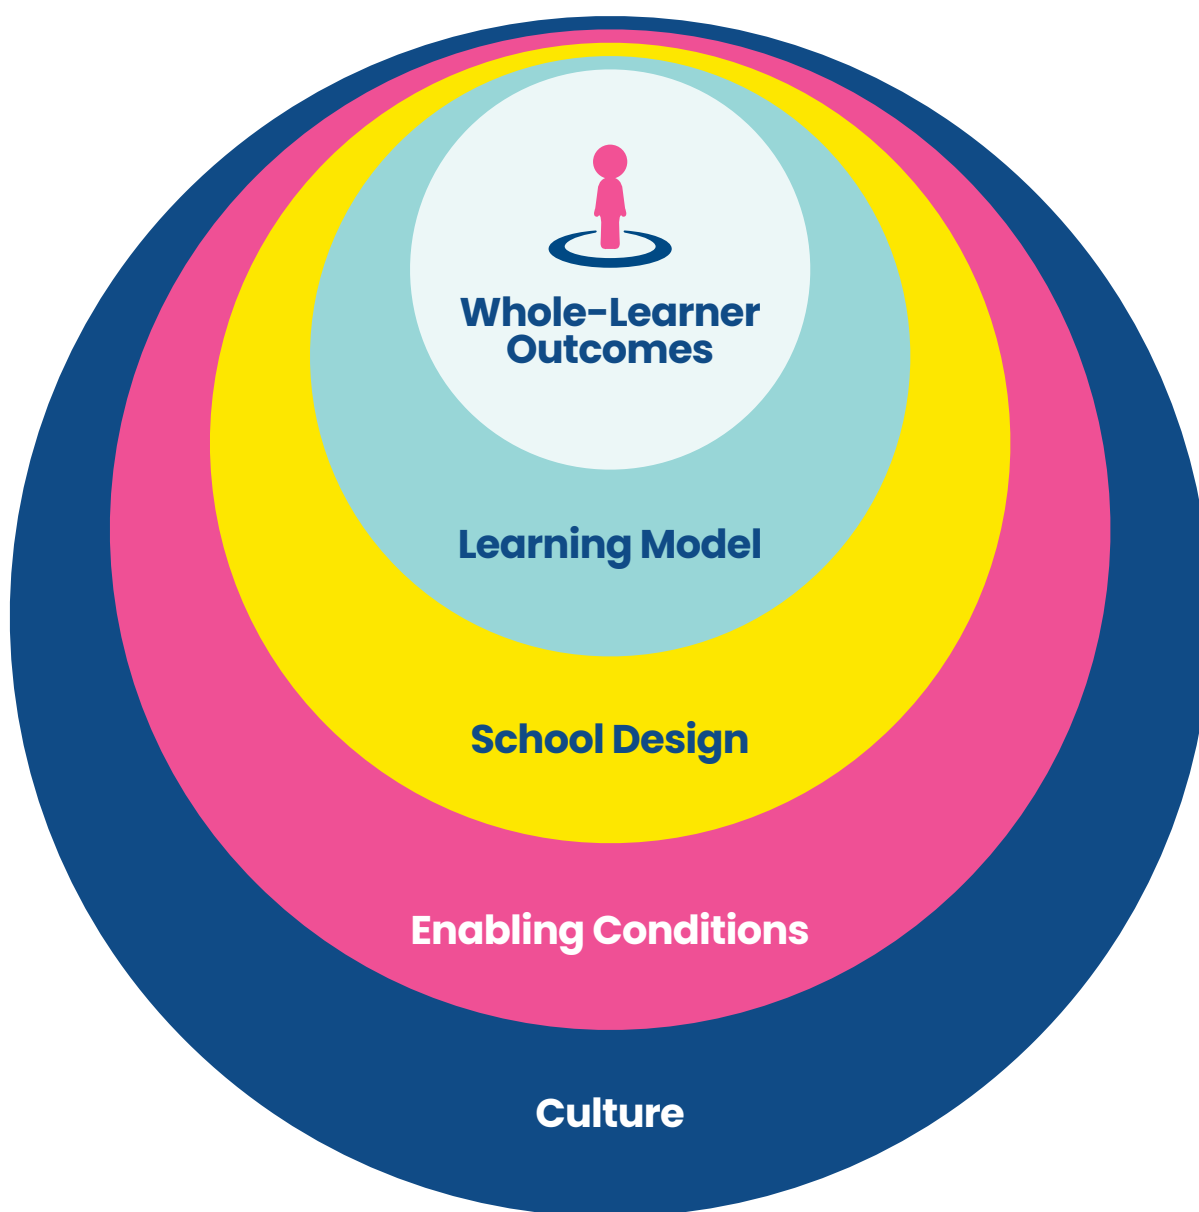 Whole-Learner
Outcomes
Learning Model
School Design
Enabling Conditions
Culture